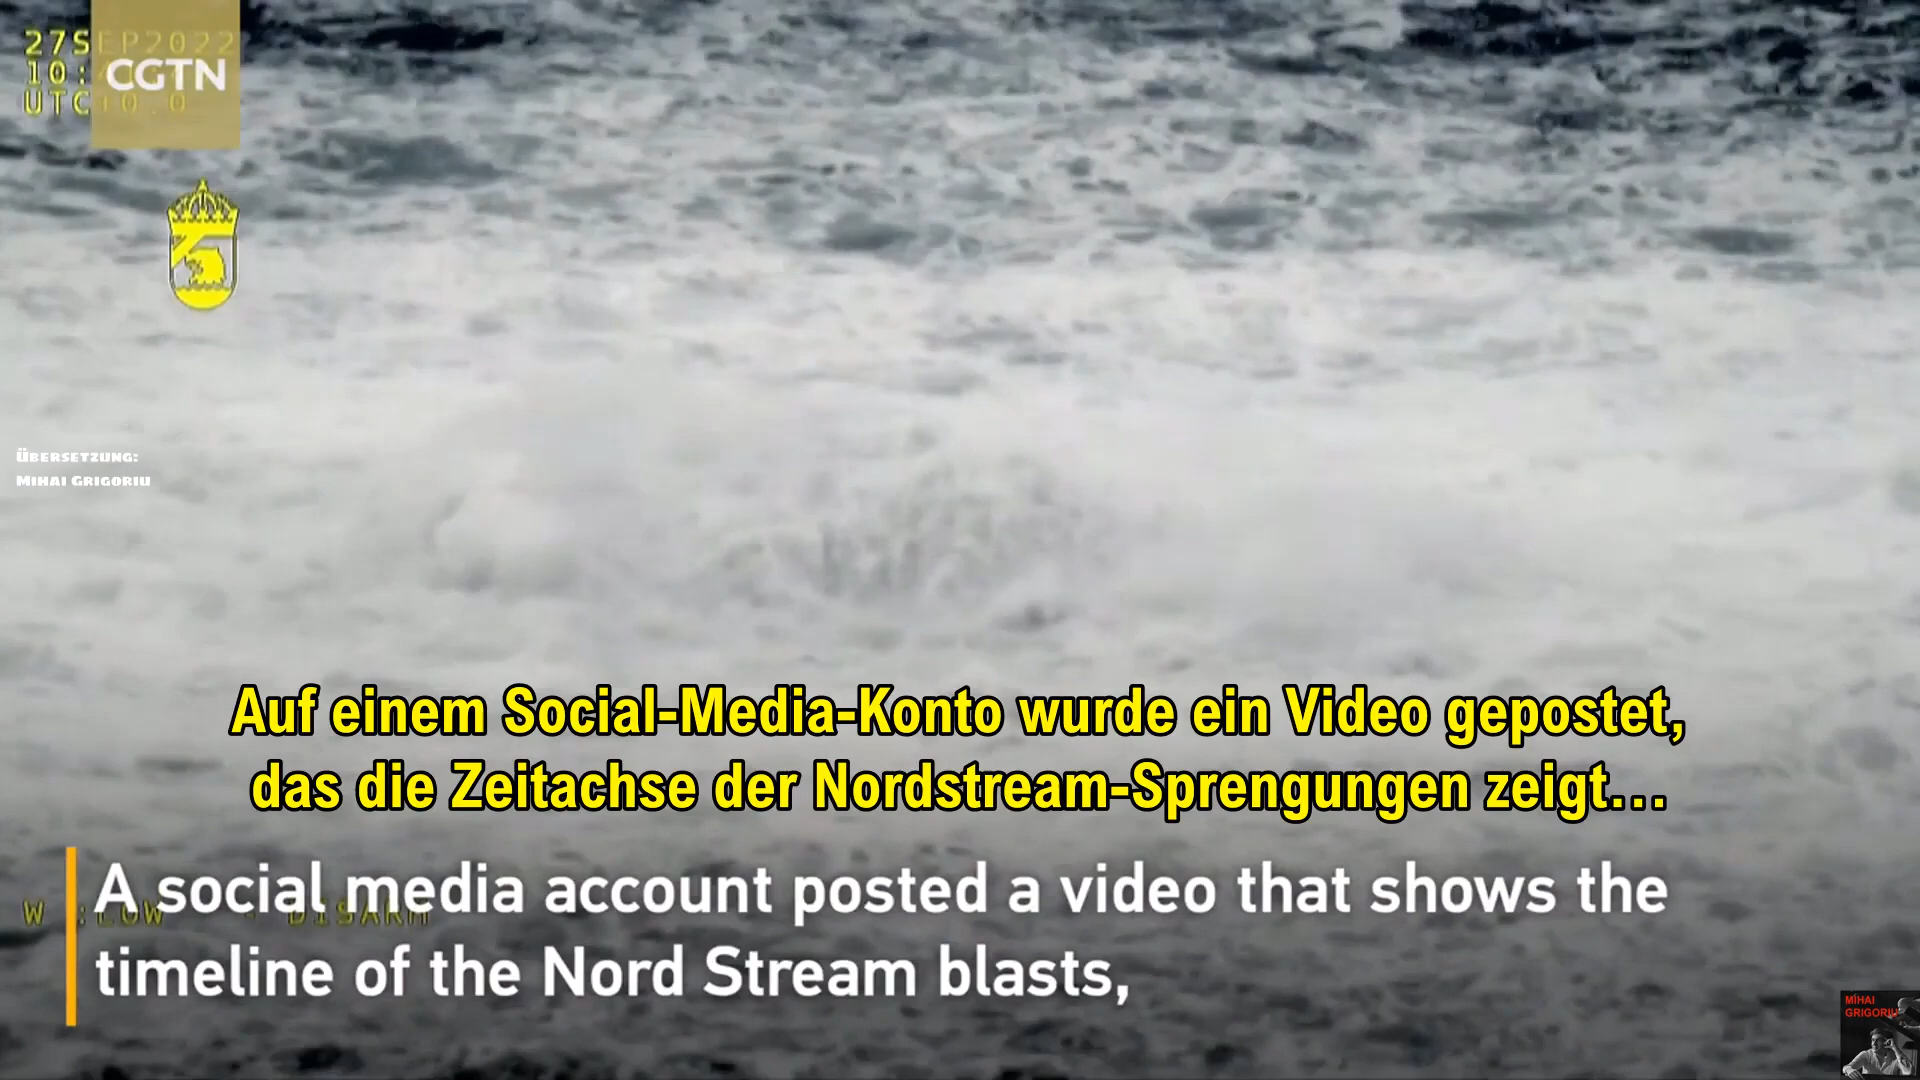 27SEP2022
10:
UTC+0.0
CGTN
ÜBERSETZUNG:
MIHAI GRIGORIU
Auf einem Social-Media-Konto wurde ein Video gepostet,
das die Zeitachse der Nordstream-Sprengungen zeigt...
A social media account posted a video that shows the
timeline of the Nord Stream blasts,
MIHAI
GRIGORIU